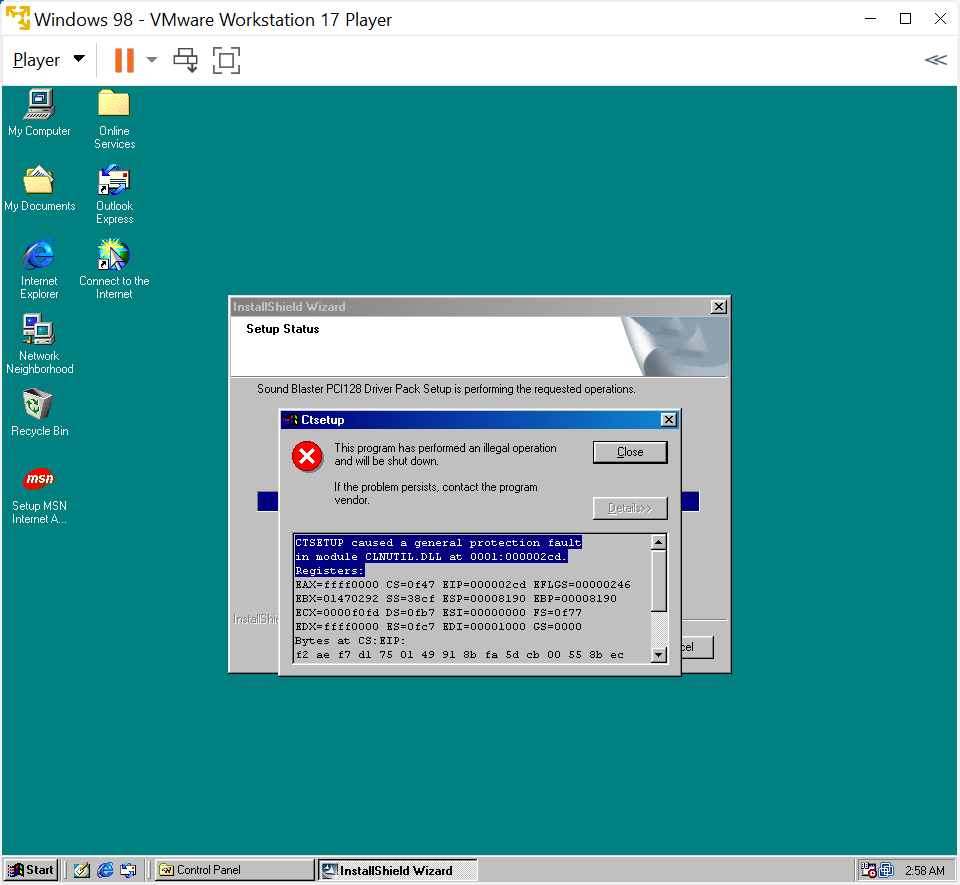 Windows 98 - VMware Workstation 17 Player
Player
My Computer
Online
Services
My Documents
Outlook
Express
Internet
Explorer
Connect to the
Internet
Network
Neighborhood
Recycle Bin
msn
Setup MSN
Internet A...
InstallShield Wizard
Setup Status
Sound Blaster PCI128 Driver Pack Setup is performing the requested operations.
Ctsetup
This program has performed an illegal operation
and will be shut down.
If the problem persists, contact the program
vendor.
Close
Details>>
CTSETUP caused a general protection fault
in module CLNUTIL.DLL at 0001:000002cd.
Registers:
EAX=ffff0000 CS=0f47 EIP=000002cd EFLGS=00000246
EBX=01470292 SS=38cf ESP=00008190 EBP=00008190
ECX=0000f0fd DS=0fb7 ESI=00000000 FS=0f77
EDX=ffff0000 ES=0fc7 EDI=00001000 GS=0000
Bytes at CS:EIP:
f2 ae f7 d1 75 01 49 91 8b fa 5d cb 00 55 8b ec
InstallShi
cel
Start
Control Panel
InstallShield Wizard
2:58 AM